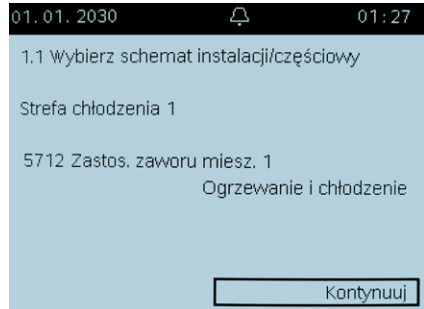 01.01.2030 01:27
1.1 Wybierz schemat instalacji/częściowy
Strefa chłodzenia 1
5712 Zastos. zaworu miesz. 1
Ogrzewanie i chłodzenie
Kontynuuj